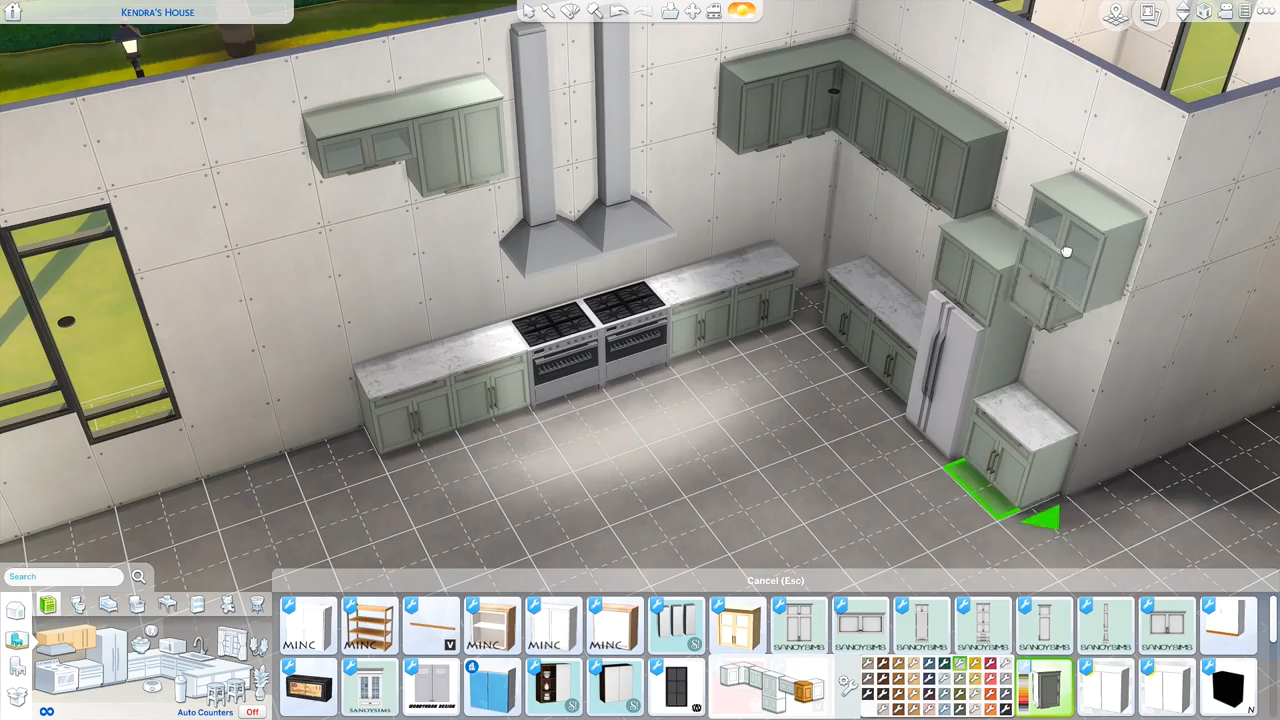 KENDRA'S HOUSE
Cancel (Esc)
Search
MINC
V
MINC
MINC
MINC
S
SANOYSIMS
SANOYSIMS
SANOYSIMS
SANOYSIMS
SANOYSIMS
SANOYSIMS
SANOYSIMS
S
S
W
N
Auto Counters
Off